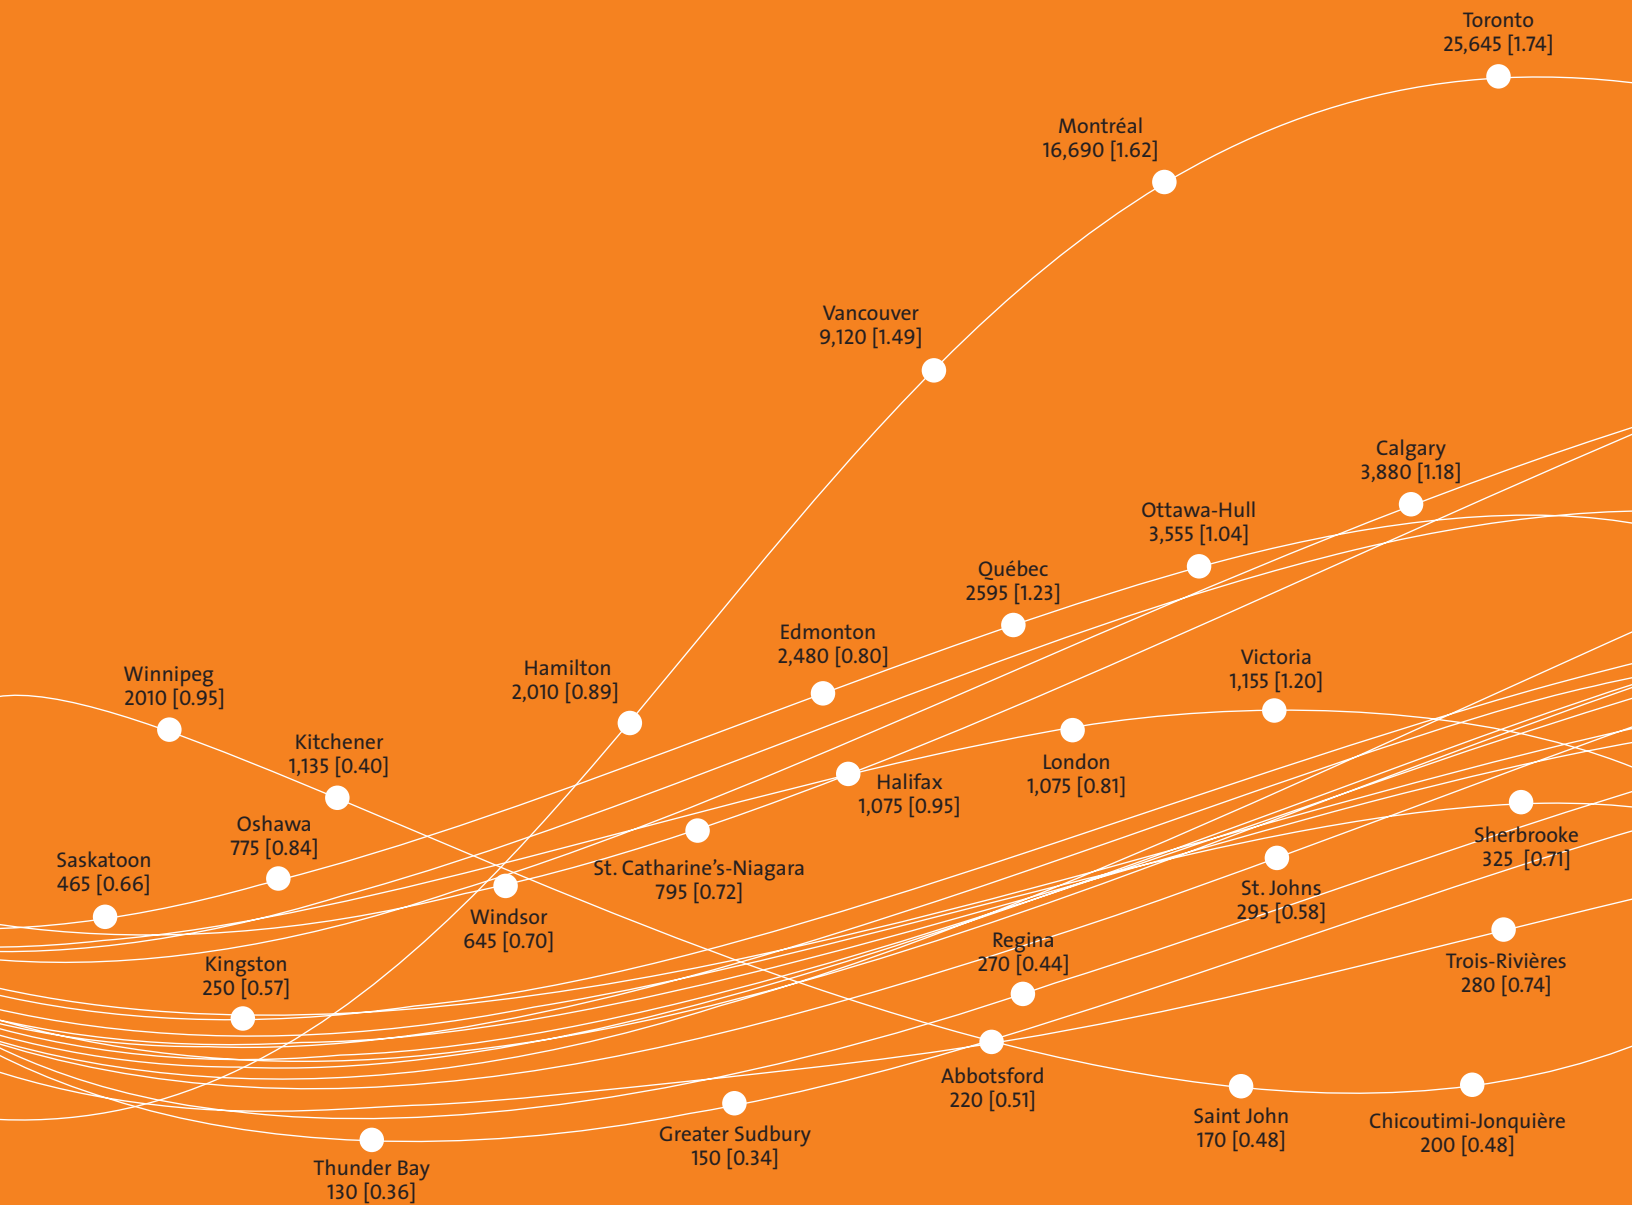 Toronto
25,645 [1.74]
Montréal
16,690 [1.62]
Vancouver
9,120 [1.49]
Calgary
3,880 [1.18]
Ottawa-Hull
3,555 [1.04]
Québec
2595 [1.23]
Edmonton
2,480 [0.80]
Victoria
1,155 [1.20]
Hamilton
2,010 [0.89]
Winnipeg
2010 [0.95]
Kitchener
1,135 [0.40]
London
1,075 [0.81]
Halifax
1,075 [0.95]
Oshawa
775 [0.84]
Sherbrooke
325 [0.71]
Saskatoon
465 [0.66]
St. Catharine's-Niagara
795 [0.72]
St. Johns
295 [0.58]
Windsor
645 [0.70]
Regina
270 [0.44]
Kingston
250 [0.57]
Trois-Rivières
280 [0.74]
Abbotsford
220 [0.51]
Saint John
170 [0.48]
Chicoutimi-Jonquière
200 [0.48]
Greater Sudbury
150 [0.34]
Thunder Bay
130 [0.36]